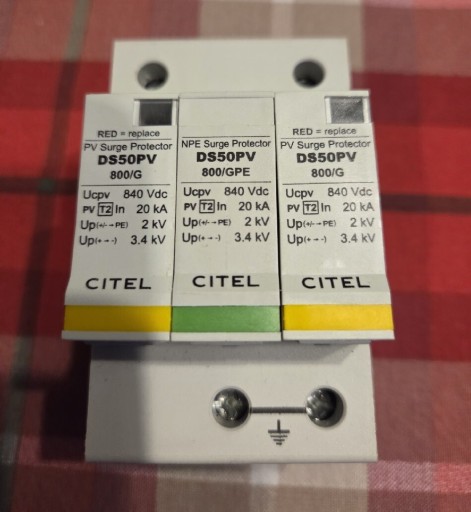 RED = replace
PV Surge Protector
DS50PV
800/G
Ucpv 840 Vdc
PV T2 In 20 kA
Up(+/- → PE) 2 kV
Up(+ → -) 3.4 kV
CITEL
NPE Surge Protector
DS50PV
800/GPE
Ucpv 840 Vdc
PV T2 In 20 kA
Up(+/- → PE) 2 kV
Up(+ → -) 3.4 kV
CITEL
RED = replace
PV Surge Protector
DS50PV
800/G
Ucpv 840 Vdc
PV T2 In 20 kA
Up(+/- → PE) 2 kV
Up(+ → -) 3.4 kV
CITEL